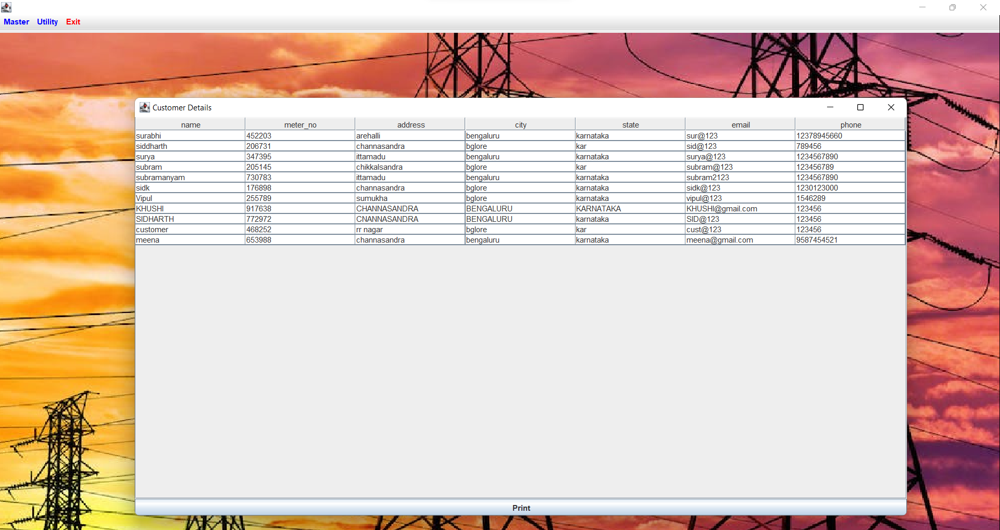 Master Utility Exit
Customer Details
name meter_no address city state email phone
surabhi 452203 arehalli bengaluru karnataka sur@123 12378945660
siddharth 206731 channasandra bglore kar sid@123 789456
surya 347395 ittamadu bengaluru karnataka surya@123 1234567890
subram 205145 chikkalsandra bglore kar subram@123 123456789
subramanyam 730783 ittamadu bengaluru karnataka subram2123 1234567890
sidk 176898 channasandra bglore karnataka sidk@123 1230123000
Vipul 255789 sumukha bglore karnataka vipul@123 1546289
KHUSHI 917638 CHANNASANDRA BENGALURU KARNATAKA KHUSHI@gmail.com 123456
SIDHARTH 772972 CNANNASANDRA BENGALURU karnataka SID@123 123456
customer 468252 rr nagar bglore kar cust@123 123456
meena 653988 channasandra bengaluru karnataka meena@gmail.com 9587454521
Print